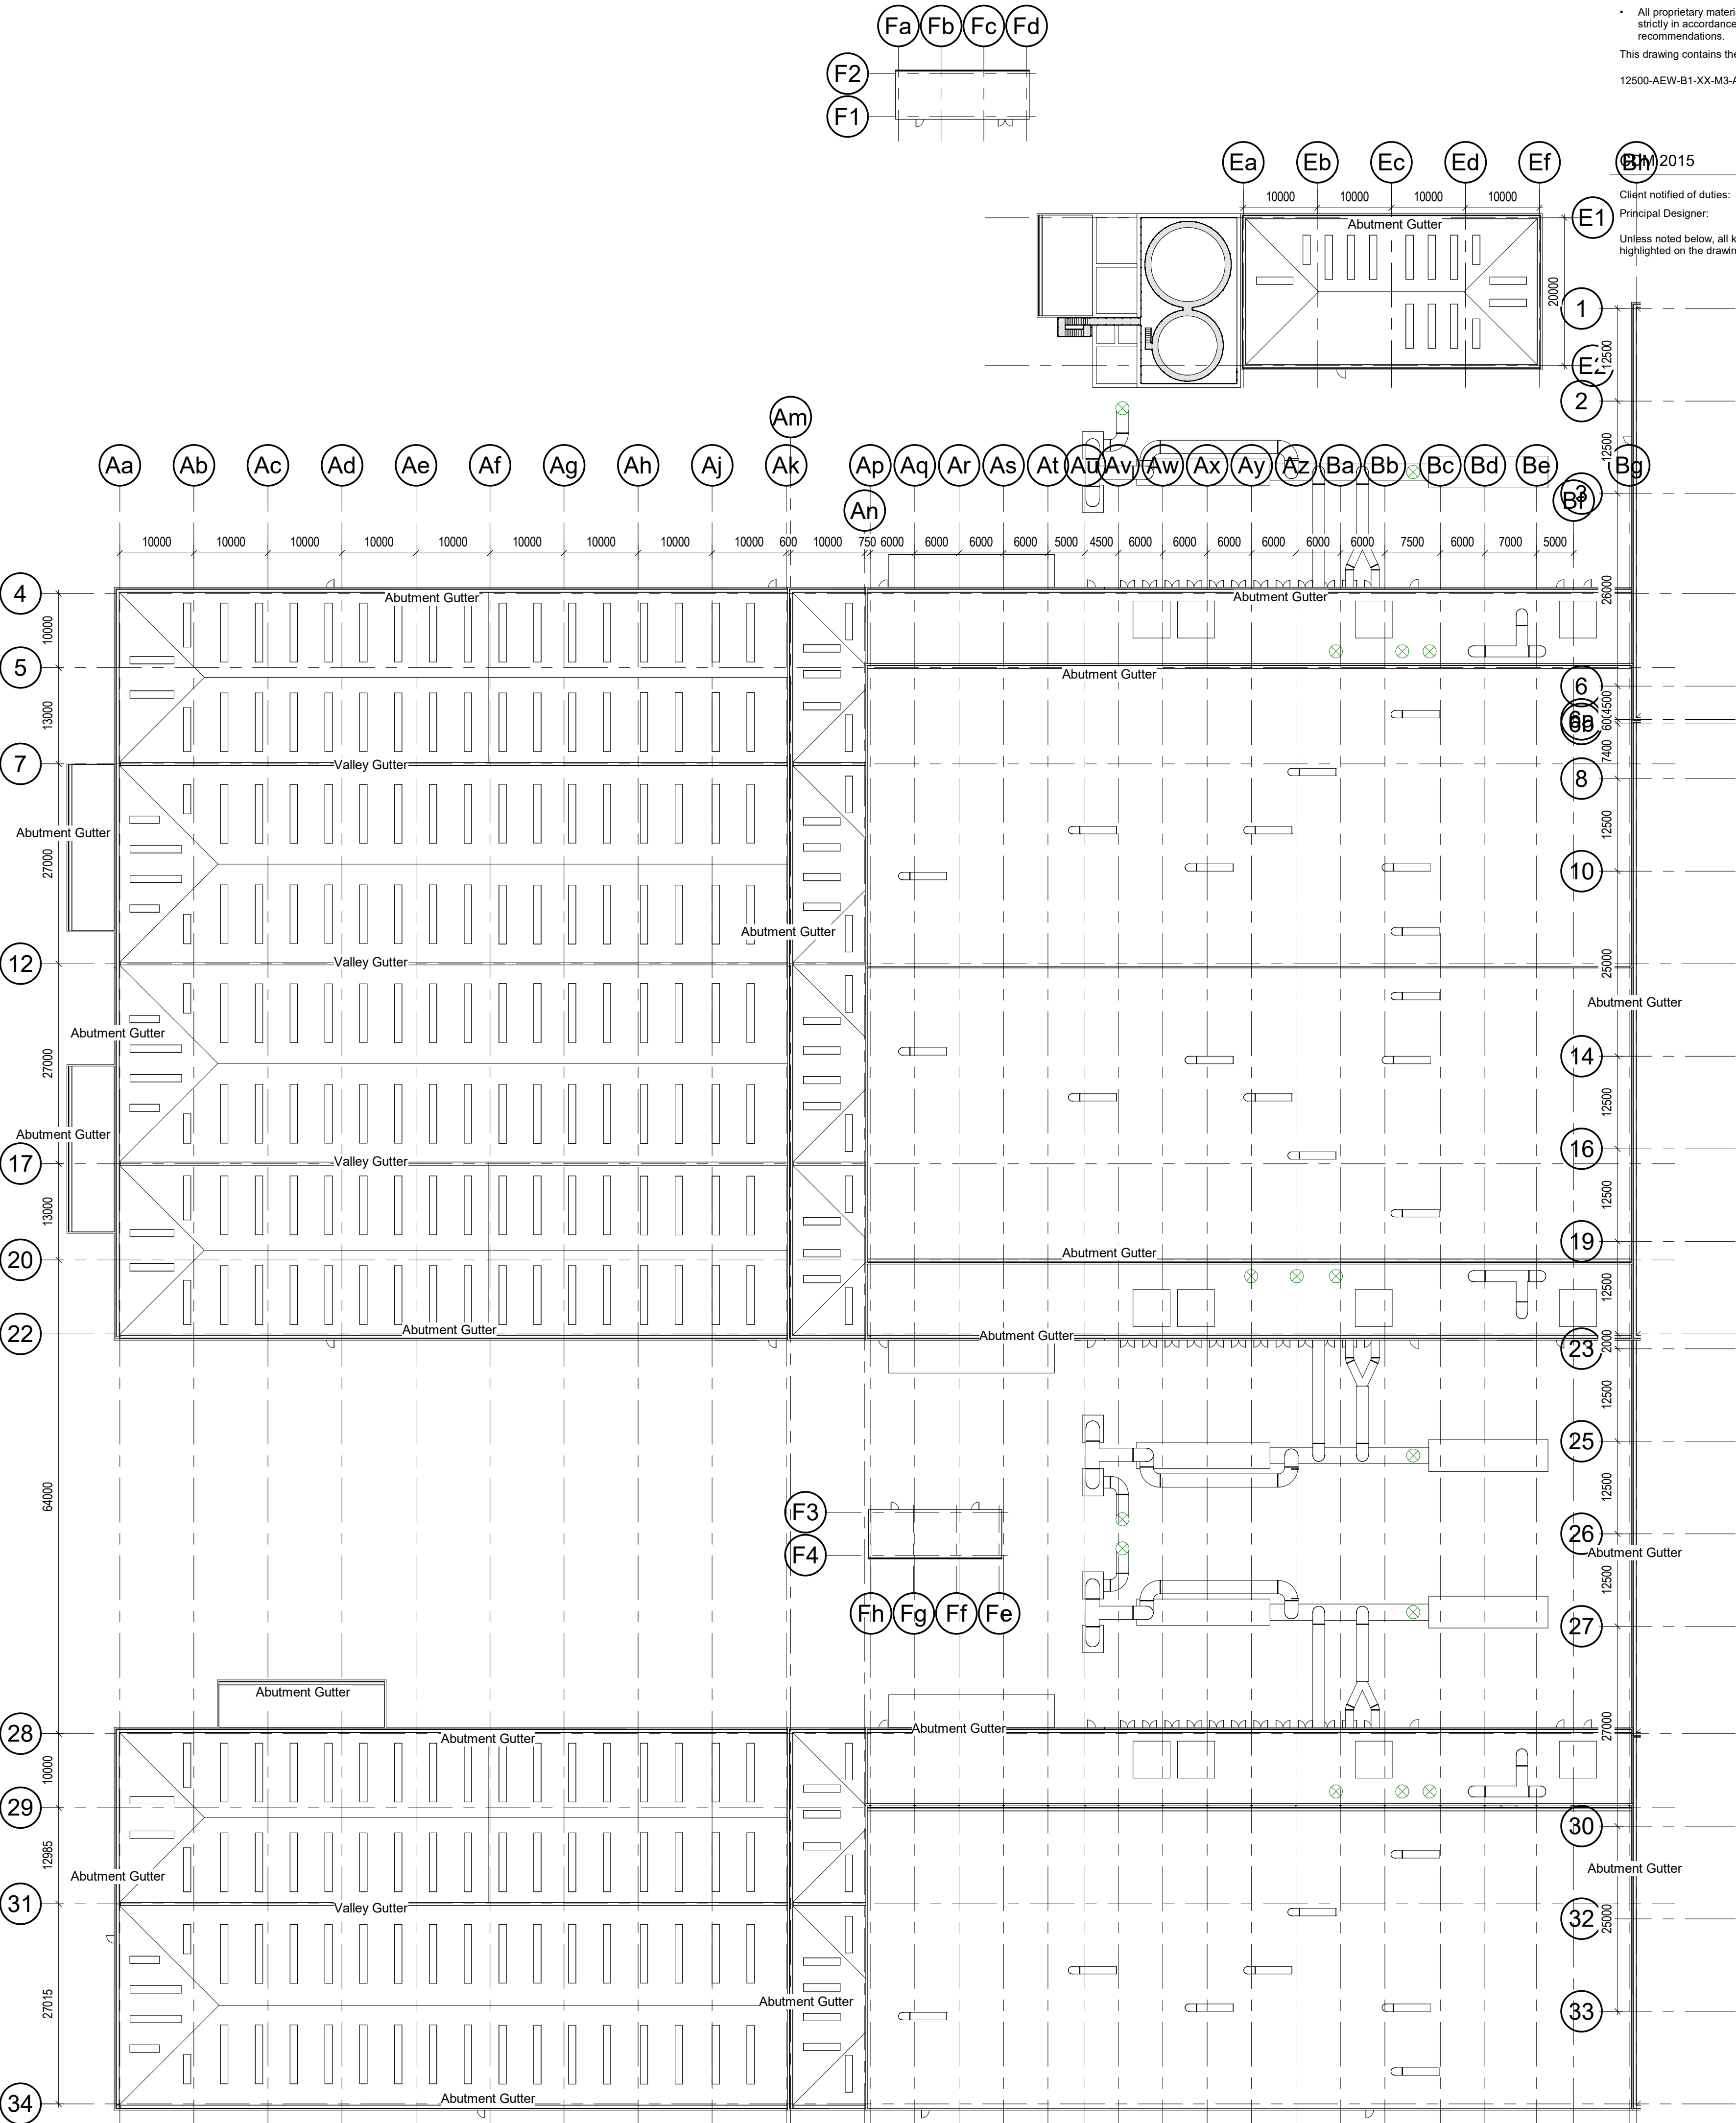 • All proprietary materi
strictly in accordance
recommendations.
This drawing contains the
12500-AEW-B1-XX-M3-A
Fa Fb Fc Fd
F2
F1
Ea Eb Ec Ed Ef Bh
2015
Client notified of duties:
Principal Designer:
Unless noted below, all k
highlighted on the drawin
10000 10000 10000 10000
E1
Abutment Gutter
20000
1
12500
2
12500
Am
Aa Ab Ac Ad Ae Af Ag Ah Aj Ak Ap Aq Ar As At Au Av Aw Ax Ay Az Ba Bb Bc Bd Be Bg
3
Bf
An
10000 10000 10000 10000 10000 10000 10000 10000 10000 600 10000 750 6000 6000 6000 6000 5000 4500 6000 6000 6000 6000 6000 6000 7500 6000 7000 5000
4
26000
Abutment Gutter Abutment Gutter
10000
5
Abutment Gutter
6
4500
13000
600
6b
7400
7
Valley Gutter
8
Abutment Gutter
12500
27000
10
Abutment Gutter
12
Valley Gutter
25000
Abutment Gutter
Abutment Gutter
27000
14
12500
Abutment Gutter
16
17
Valley Gutter
13000
12500
19
20
Abutment Gutter
12500
22
Abutment Gutter
Abutment Gutter
23
2000
12500
25
64000
12500
F3
26
F4
Abutment Gutter
12500
Fh Fg Ff Fe
27
Abutment Gutter
28
27000
Abutment Gutter
Abutment Gutter
10000
29
30
12985
Abutment Gutter
Abutment Gutter
31
Valley Gutter
32
25000
27015
Abutment Gutter
33
34
Abutment Gutter